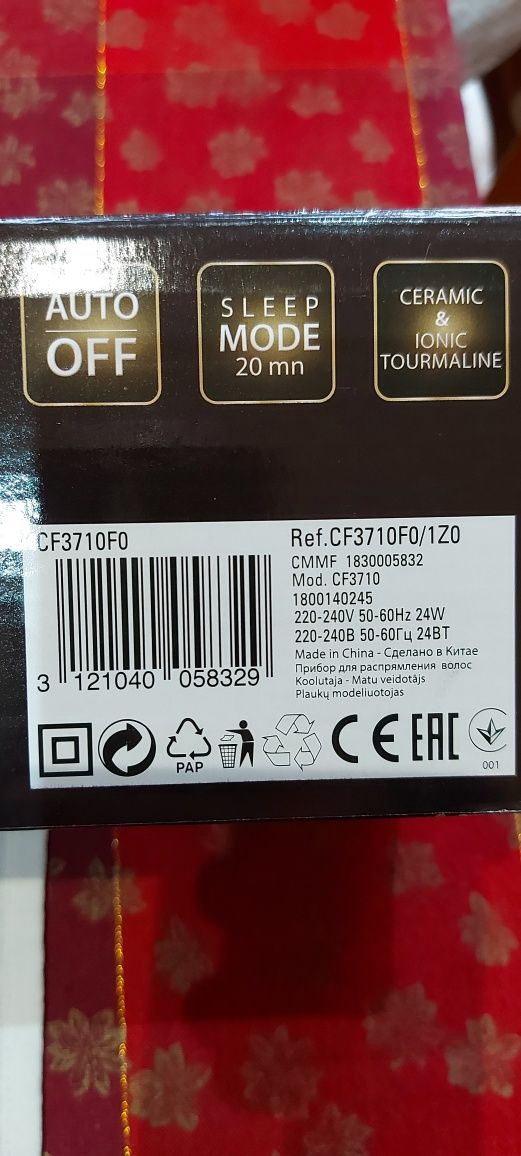 AUTO
OFF
SLEEP
MODE
20 mn
CERAMIC
&
IONIC
TOURMALINE
CF3710F0
3 121040 058329
Ref.CF3710F0/1Z0
CMMF 1830005832
Mod. CF3710
1800140245
220-240V 50-60Hz 24W
220-240В 50-60Гц 24ВТ
Made in China - Сделано в Китае
Прибор для распрямления волос
Koolutaja - Matu veidotājs
Plaukų modeliuotojas
PAP
CE EAC
001